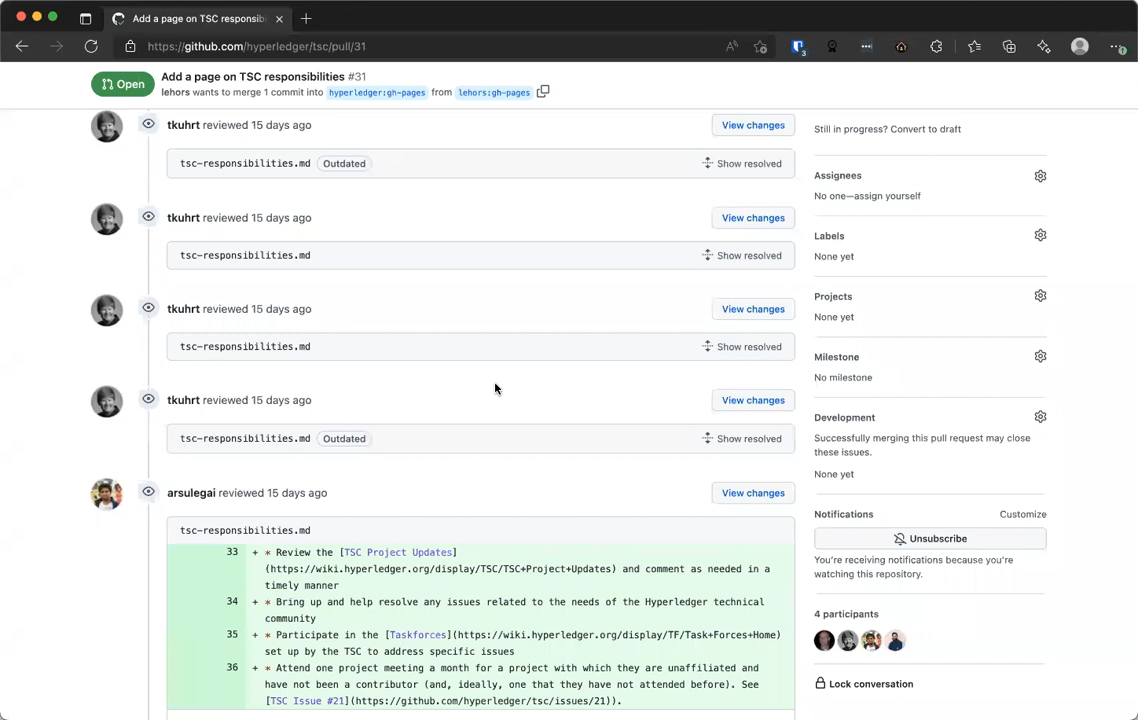 Add a page on TSC responsib
https://github.com/hyperledger/tsc/pull/31
3
Open
Add a page on TSC responsibilities #31
lehors wants to merge 1 commit into hyperledger:gh-pages from lehors:gh-pages
tkuhrt reviewed 15 days ago
View changes
tsc-responsibilities.md Outdated
Show resolved
tkuhrt reviewed 15 days ago
View changes
tsc-responsibilities.md
Show resolved
tkuhrt reviewed 15 days ago
View changes
tsc-responsibilities.md
Show resolved
tkuhrt reviewed 15 days ago
View changes
tsc-responsibilities.md Outdated
Show resolved
arsulegai reviewed 15 days ago
View changes
tsc-responsibilities.md
33 + * Review the [TSC Project Updates]
(https://wiki.hyperledger.org/display/TSC/TSC+Project+Updates) and comment as needed in a
timely manner
34 + * Bring up and help resolve any issues related to the needs of the Hyperledger technical
community
35 + * Participate in the [Taskforces](https://wiki.hyperledger.org/display/TF/Task+Forces+Home)
set up by the TSC to address specific issues
36 + * Attend one project meeting a month for a project with which they are unaffiliated and
have not been a contributor (and, ideally, one that they have not attended before). See
[TSC Issue #21](https://github.com/hyperledger/tsc/issues/21)).
Still in progress? Convert to draft
Assignees
No one—assign yourself
Labels
None yet
Projects
None yet
Milestone
No milestone
Development
Successfully merging this pull request may close
these issues.
None yet
Notifications
Customize
Unsubscribe
You're receiving notifications because you're
watching this repository.
4 participants
Lock conversation